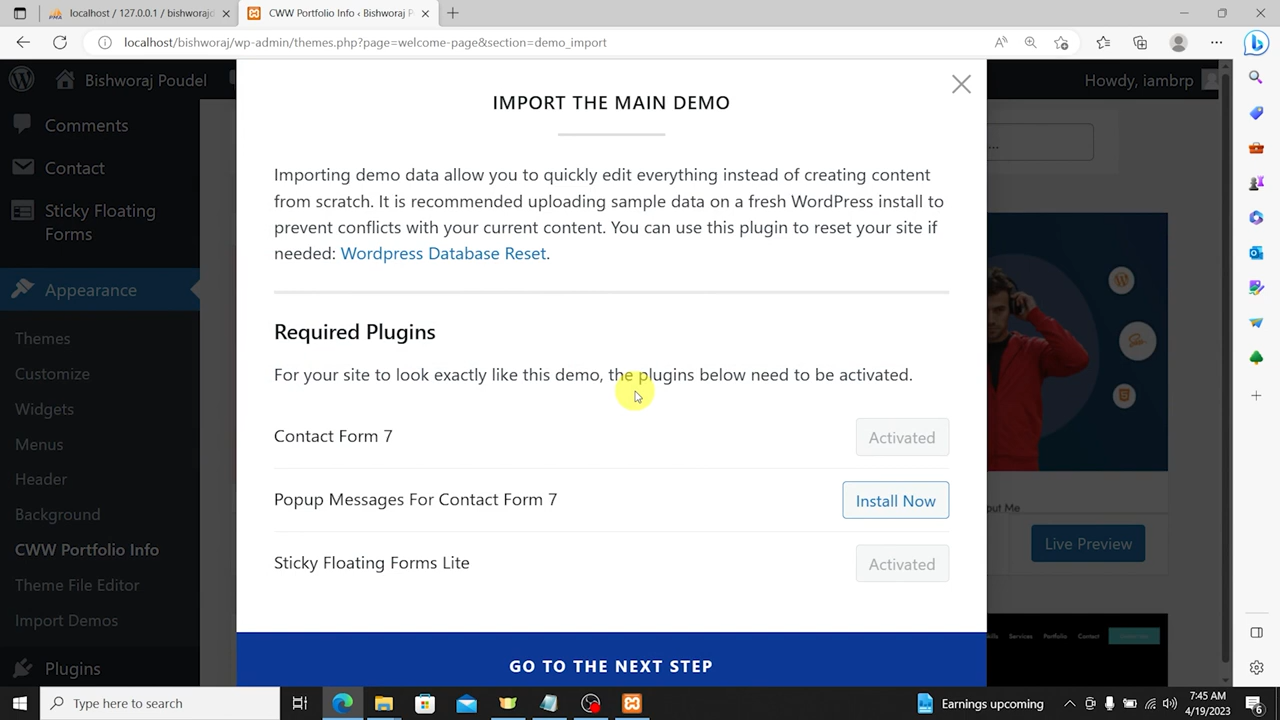 localhost / 127.0.0.1 / bishworajd
CWW Portfolio Info ‹ Bishworaj P
localhost/bishworaj/wp-admin/themes.php?page=welcome-page&section=demo_import
Bishworaj Poudel
Howdy, iambrp
Comments
Contact
Sticky Floating
Forms
Appearance
Themes
Customize
Widgets
Menus
Header
Background
CWW Portfolio Info
Theme File Editor
Import Demos
Plugins
IMPORT THE MAIN DEMO
Importing demo data allow you to quickly edit everything instead of creating content
from scratch. It is recommended uploading sample data on a fresh WordPress install to
prevent conflicts with your current content. You can use this plugin to reset your site if
needed: Wordpress Database Reset.
Required Plugins
For your site to look exactly like this demo, the plugins below need to be activated.
Contact Form 7
Activated
Popup Messages For Contact Form 7
Install Now
Sticky Floating Forms Lite
Activated
GO TO THE NEXT STEP
...
out Me
Live Preview
Services Portfolio Contact
Type here to search
Earnings upcoming
7:45 AM
4/19/2023
6